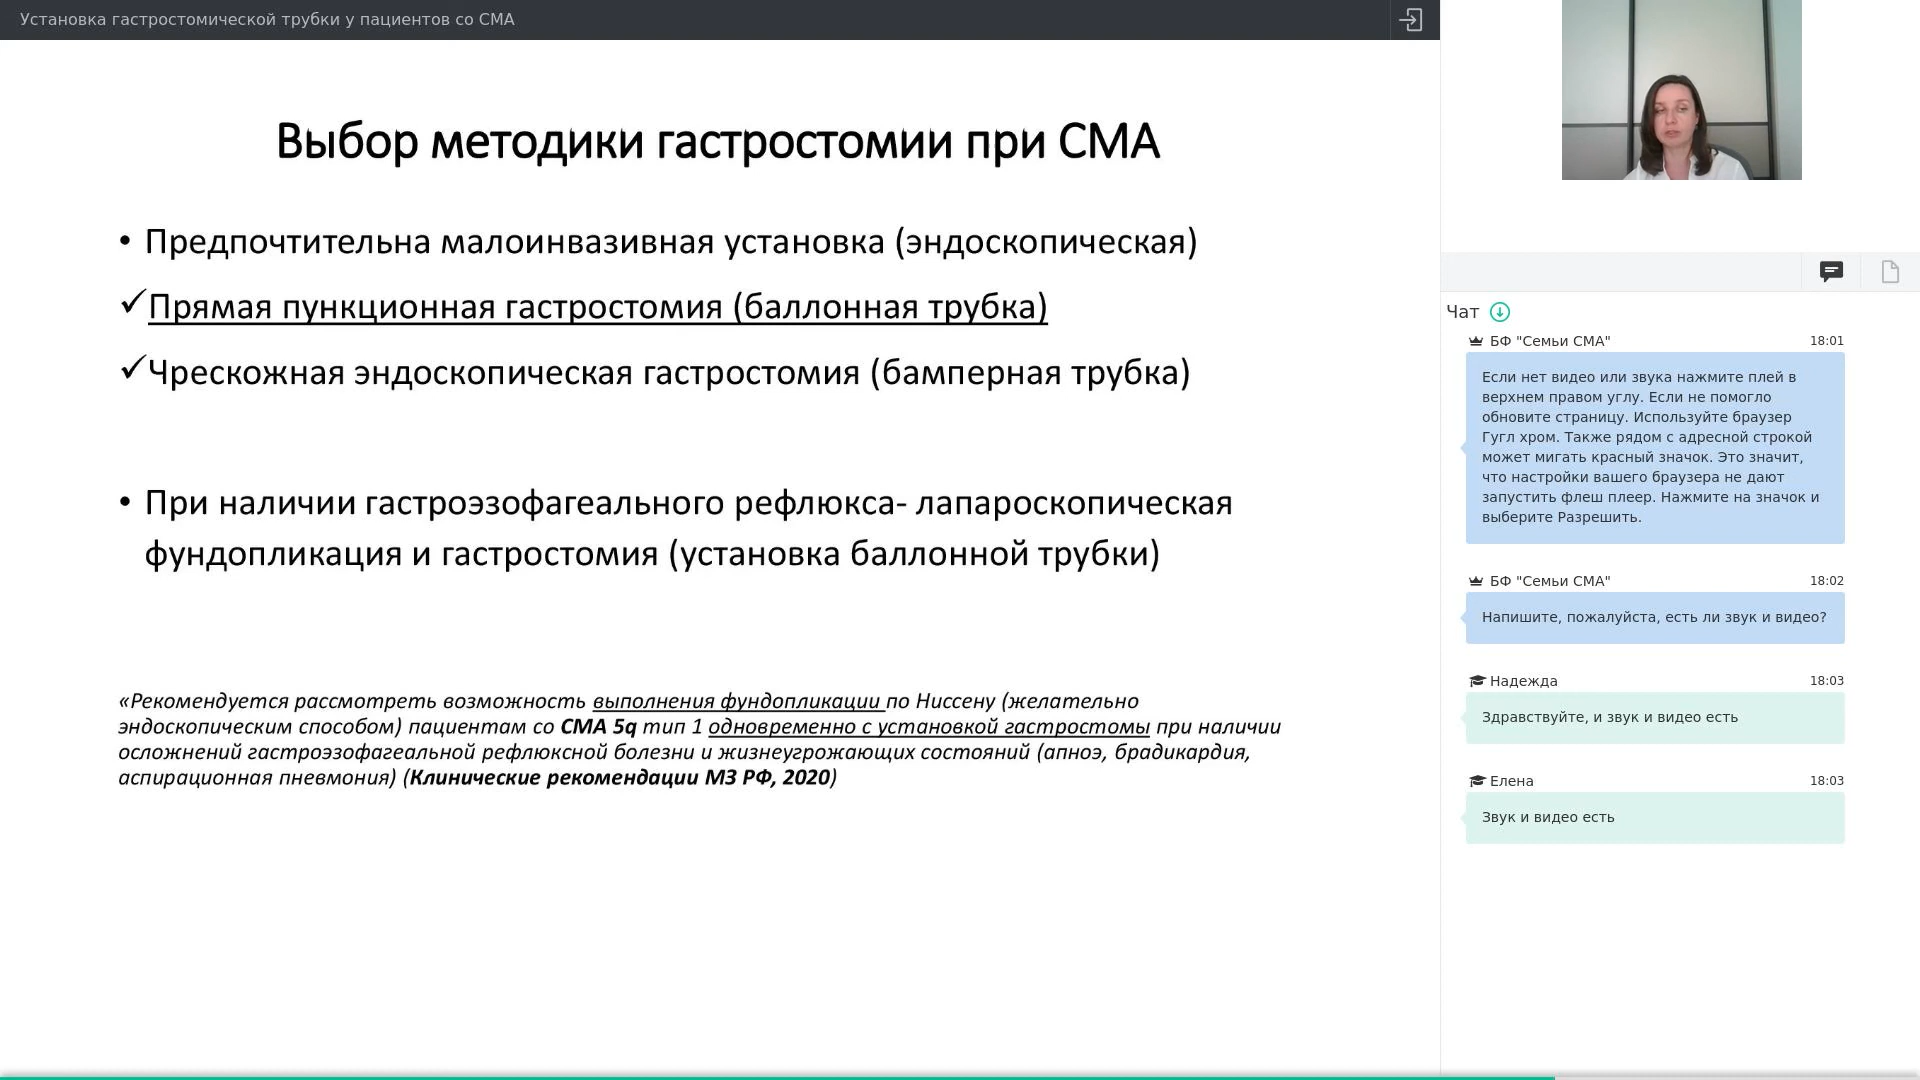 Установка гастростомической трубки у пациентов со СМА
Выбор методики гастростомии при СМА
• Предпочтительна малоинвазивная установка (эндоскопическая)
✓Прямая пункционная гастростомия (баллонная трубка)
✓Чрескожная эндоскопическая гастростомия (бамперная трубка)
• При наличии гастроэзофагеального рефлюкса- лапароскопическая
фундопликация и гастростомия (установка баллонной трубки)
«Рекомендуется рассмотреть возможность выполнения фундопликации по Ниссену (желательно
эндоскопическим способом) пациентам со СМА 5q тип 1 одновременно с установкой гастростомы при наличии
осложнений гастроэзофагеальной рефлюксной болезни и жизнеугрожающих состояний (апноэ, брадикардия,
аспирационная пневмония) (Клинические рекомендации МЗ РФ, 2020)
Чат
БФ "Семьи СМА" 18:01
Если нет видео или звука нажмите плей в
верхнем правом углу. Если не помогло
обновите страницу. Используйте браузер
Гугл хром. Также рядом с адресной строкой
может мигать красный значок. Это значит,
что настройки вашего браузера не дают
запустить флеш плеер. Нажмите на значок и
выберите Разрешить.
БФ "Семьи СМА" 18:02
Напишите, пожалуйста, есть ли звук и видео?
Надежда 18:03
Здравствуйте, и звук и видео есть
Елена 18:03
Звук и видео есть